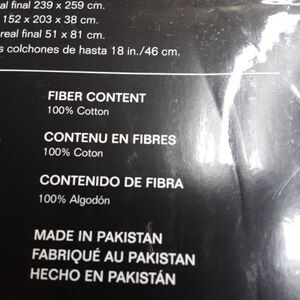 al final 239 x 259 cm.
152 x 203 x 38 cm.
real final 51 x 81 cm.
s colchones de hasta 18 in./46 cm.
FIBER CONTENT
100% Cotton
CONTENU EN FIBRES
100% Coton
CONTENIDO DE FIBRA
100% Algodón
MADE IN PAKISTAN
FABRIQUÉ AU PAKISTAN
HECHO EN PAKISTÁN